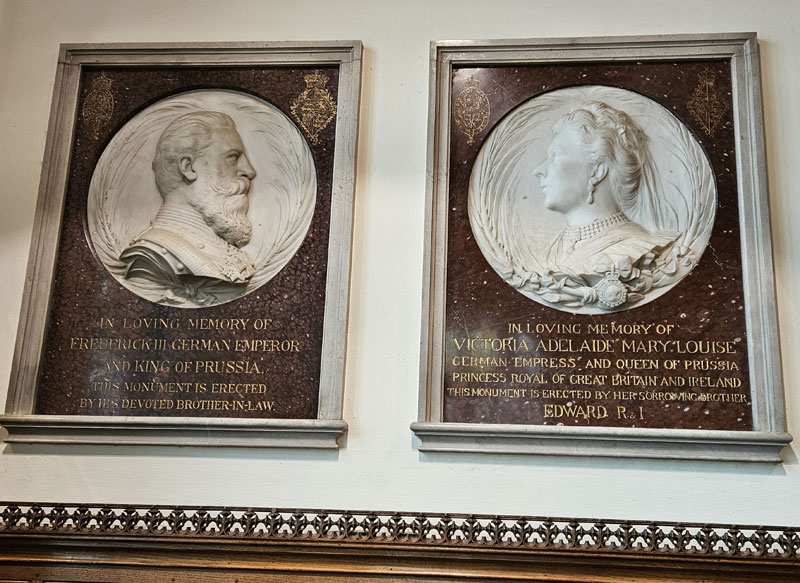 IN LOVING MEMORY OF
FREDERICK III GERMAN EMPEROR
AND KING OF PRUSSIA.
THIS MONUMENT IS ERECTED
BY HIS DEVOTED BROTHER-IN-LAW.
IN LOVING MEMORY OF
VICTORIA ADELAIDE MARY LOUISE
GERMAN EMPRESS AND QUEEN OF PRUSSIA
PRINCESS ROYAL OF GREAT BRITAIN AND IRELAND
THIS MONUMENT IS ERECTED BY HER SORROWING BROTHER
EDWARD R & I